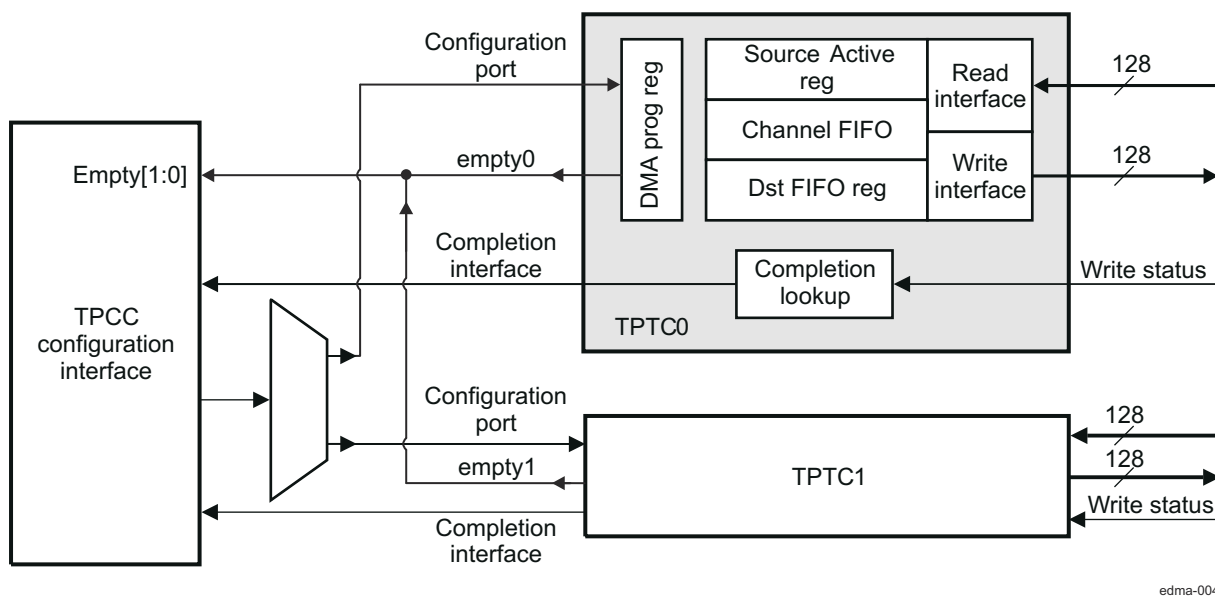 Configuration
port
DMA prog reg
Source Active
reg
Channel FIFO
Dst FIFO reg
Read
interface
Write
interface
128
128
Empty[1:0]
empty0
Completion
interface
Completion
lookup
Write status
TPTC0
TPCC
configuration
interface
Configuration
port
empty1
Completion
interface
TPTC1
128
128
Write status
edma-004